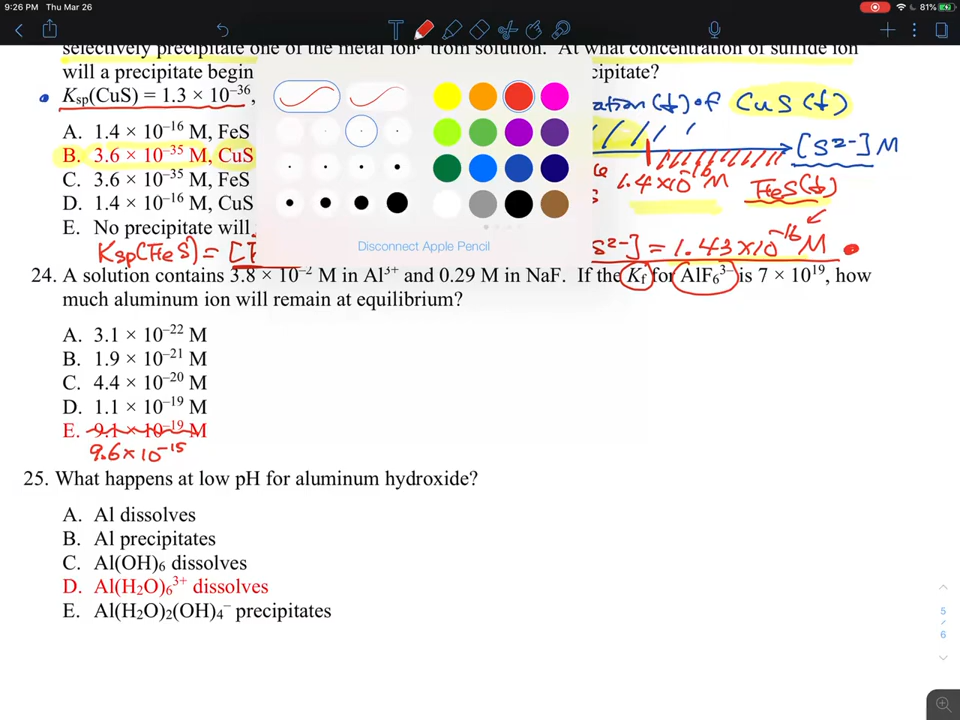 9:26 PM Thu Mar 26
81%
selectively precipitate one of the metal ion from solution. At what concentration of sulfide ion
will a precipitate begin cipitate?
Ksp(CuS) = 1.3 × 10⁻³⁶, ation (↓) of CuS (↓)
A. 1.4 × 10⁻¹⁶ M, FeS
B. 3.6 × 10⁻³⁵ M, CuS [S²⁻] M
C. 3.6 × 10⁻³⁵ M, FeS 1.4×10⁻¹⁶ M FeS(↓)
D. 1.4 × 10⁻¹⁶ M, CuS
E. No precipitate will
Ksp(FeS) = [F S²⁻] = 1.43×10⁻¹⁶ M
Disconnect Apple Pencil
24. A solution contains 3.8 × 10⁻² M in Al³⁺ and 0.29 M in NaF. If the Kf for AlF₆³⁻ is 7 × 10¹⁹, how
much aluminum ion will remain at equilibrium?
A. 3.1 × 10⁻²² M
B. 1.9 × 10⁻²¹ M
C. 4.4 × 10⁻²⁰ M
D. 1.1 × 10⁻¹⁹ M
E. 9.1 × 10⁻¹⁹ M
9.6×10⁻¹⁵
25. What happens at low pH for aluminum hydroxide?
A. Al dissolves
B. Al precipitates
C. Al(OH)₆ dissolves
D. Al(H₂O)₆³⁺ dissolves
E. Al(H₂O)₂(OH)₄⁻ precipitates
5
/
6